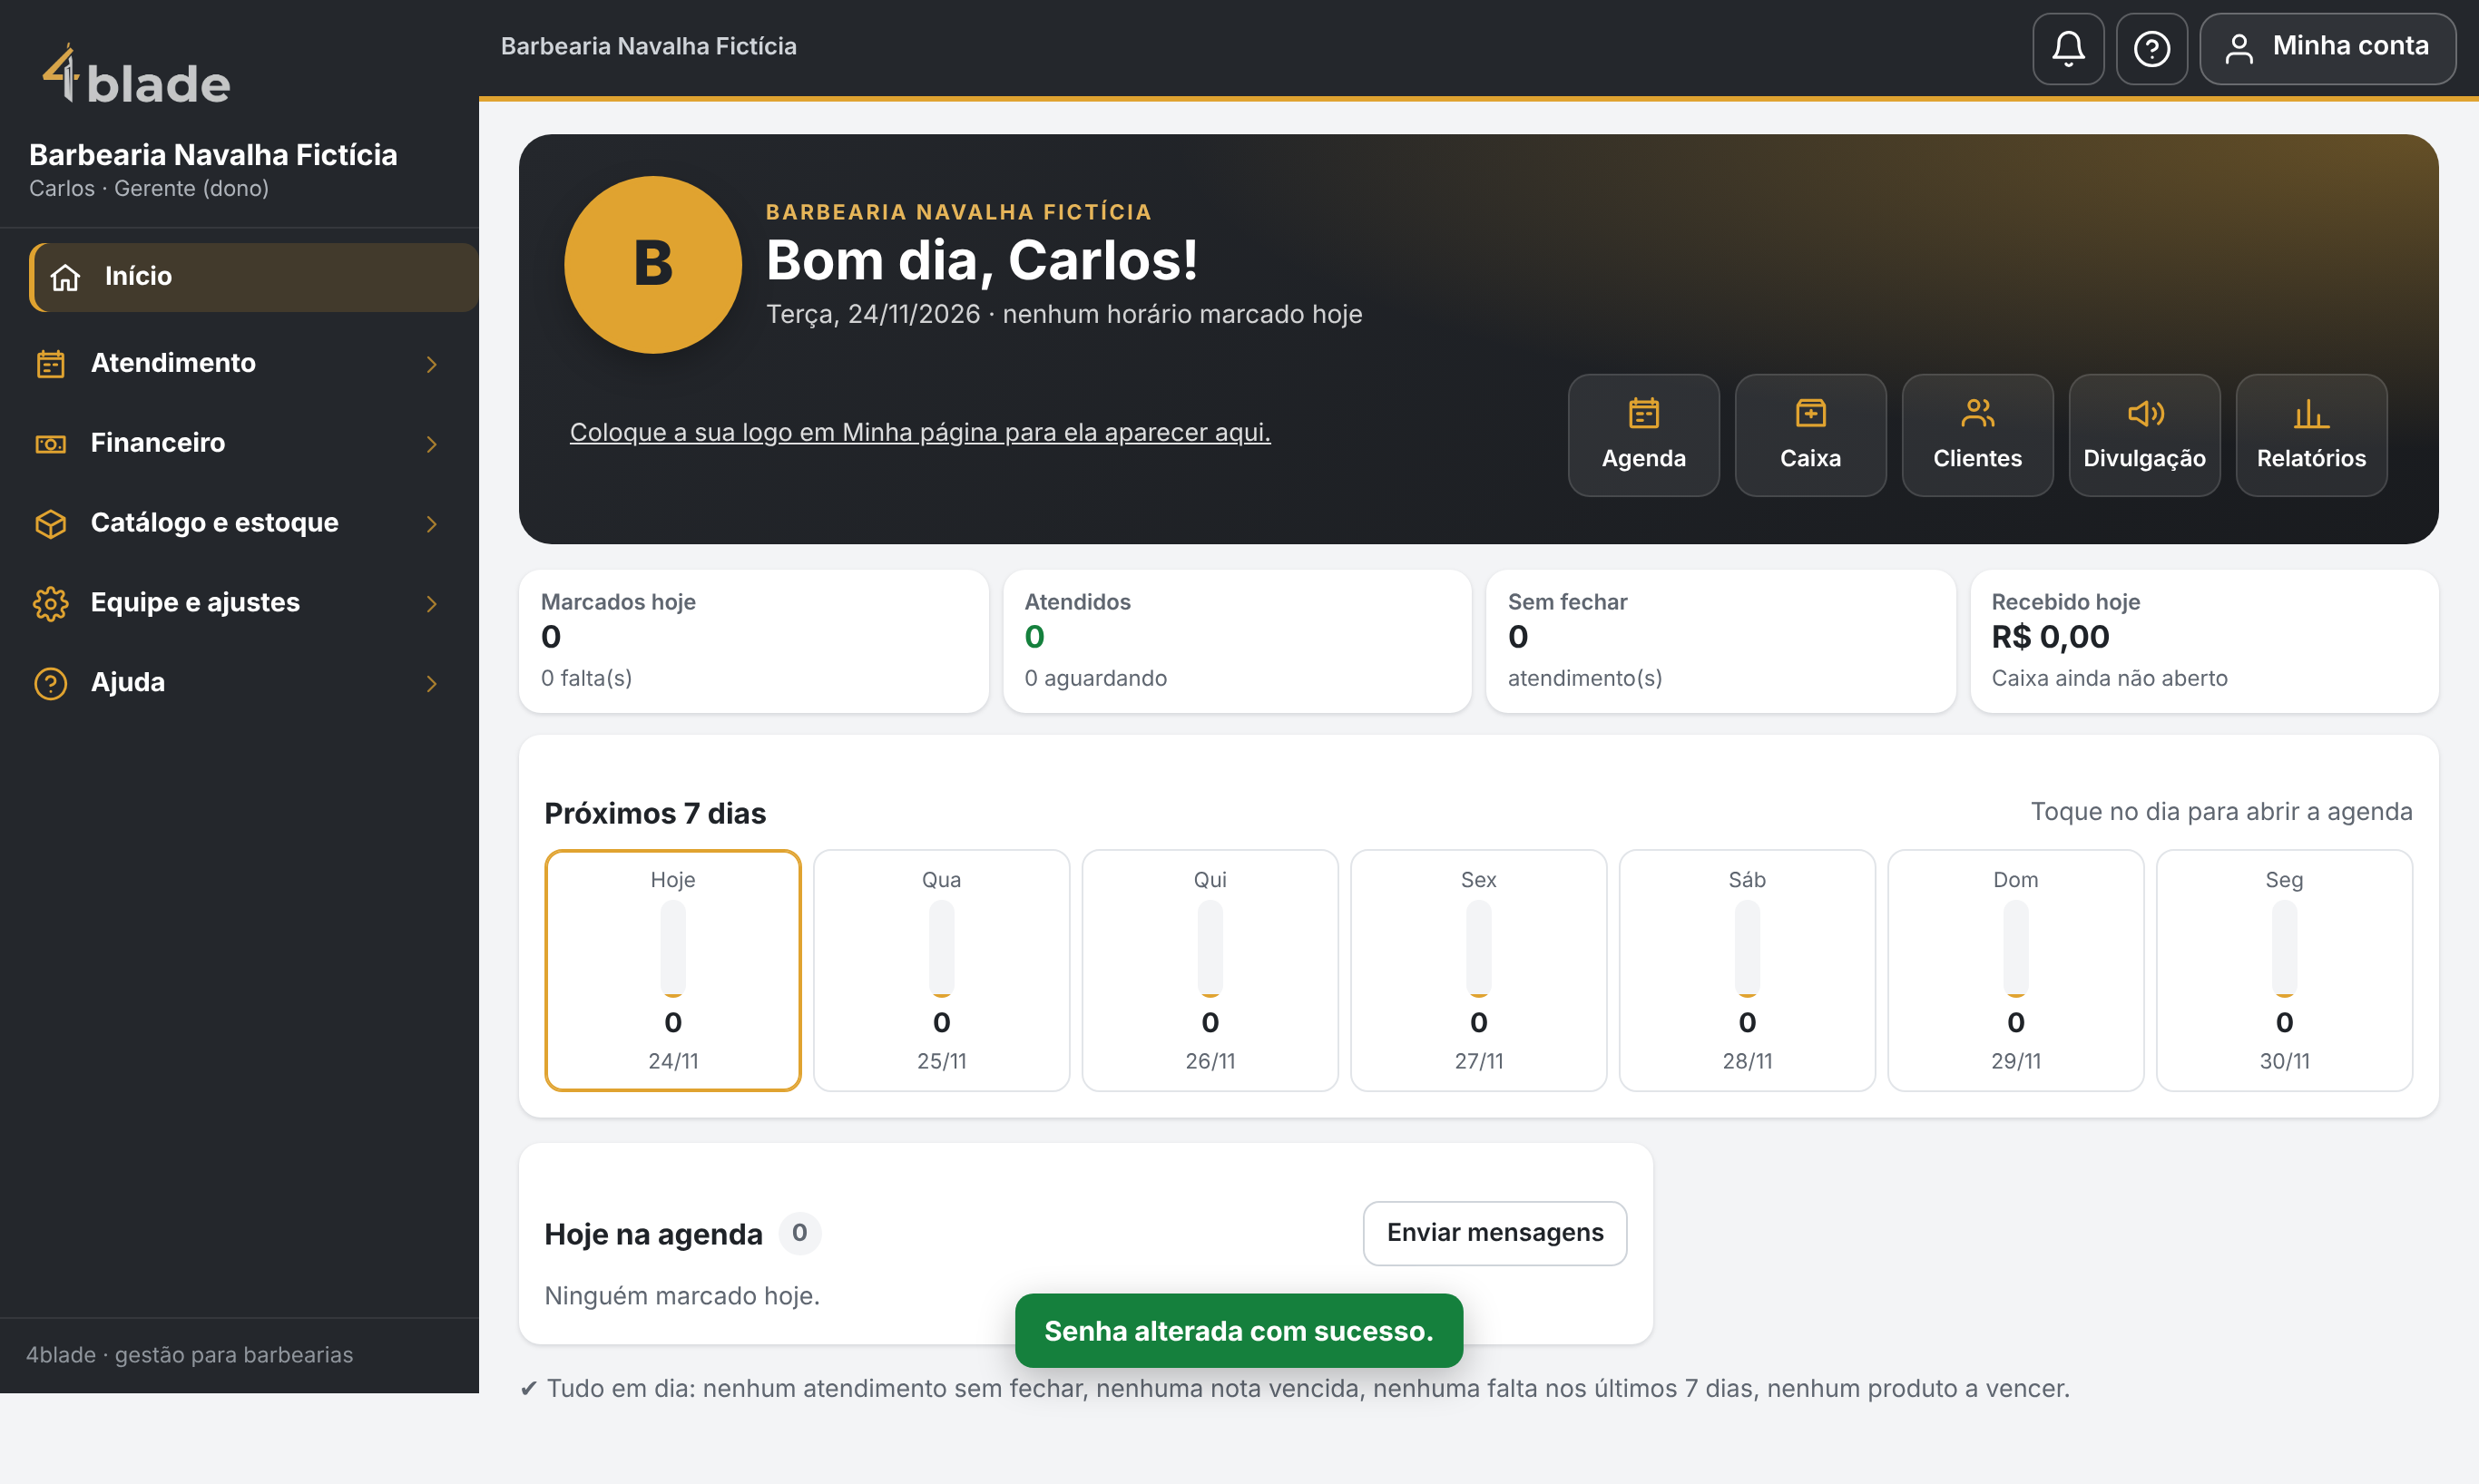 4blade
Barbearia Navalha Fictícia
Carlos · Gerente (dono)
Início
Atendimento
Financeiro
Catálogo e estoque
Equipe e ajustes
Ajuda
4blade · gestão para barbearias
Barbearia Navalha Fictícia
Minha conta
B
BARBEARIA NAVALHA FICTÍCIA
Bom dia, Carlos!
Terça, 24/11/2026 · nenhum horário marcado hoje
Coloque a sua logo em Minha página para ela aparecer aqui.
Agenda
Caixa
Clientes
Divulgação
Relatórios
Marcados hoje
0
0 falta(s)
Atendidos
0
0 aguardando
Sem fechar
0
atendimento(s)
Recebido hoje
R$ 0,00
Caixa ainda não aberto
Próximos 7 dias
Toque no dia para abrir a agenda
Hoje
0
24/11
Qua
0
25/11
Qui
0
26/11
Sex
0
27/11
Sáb
0
28/11
Dom
0
29/11
Seg
0
30/11
Hoje na agenda 0
Enviar mensagens
Ninguém marcado hoje.
Senha alterada com sucesso.
✔ Tudo em dia: nenhum atendimento sem fechar, nenhuma nota vencida, nenhuma falta nos últimos 7 dias, nenhum produto a vencer.